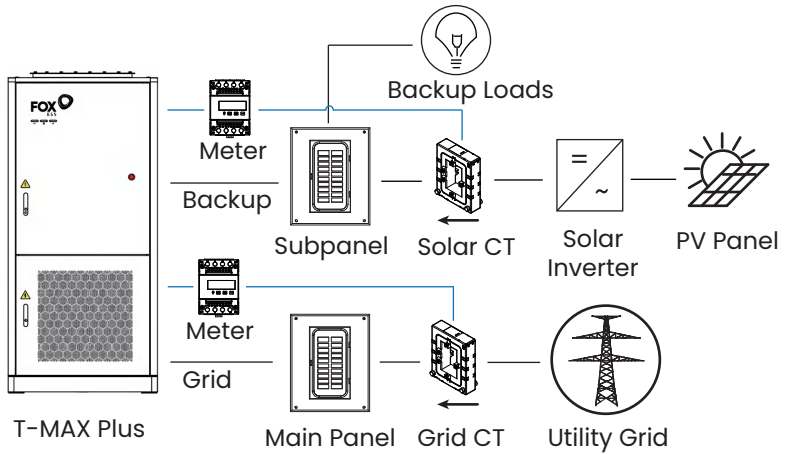 Backup Loads
FOX
ESS
Meter
Backup
Subpanel
Solar CT
Solar
Inverter
PV Panel
=
~
Meter
Grid
T-MAX Plus
Main Panel
Grid CT
Utility Grid